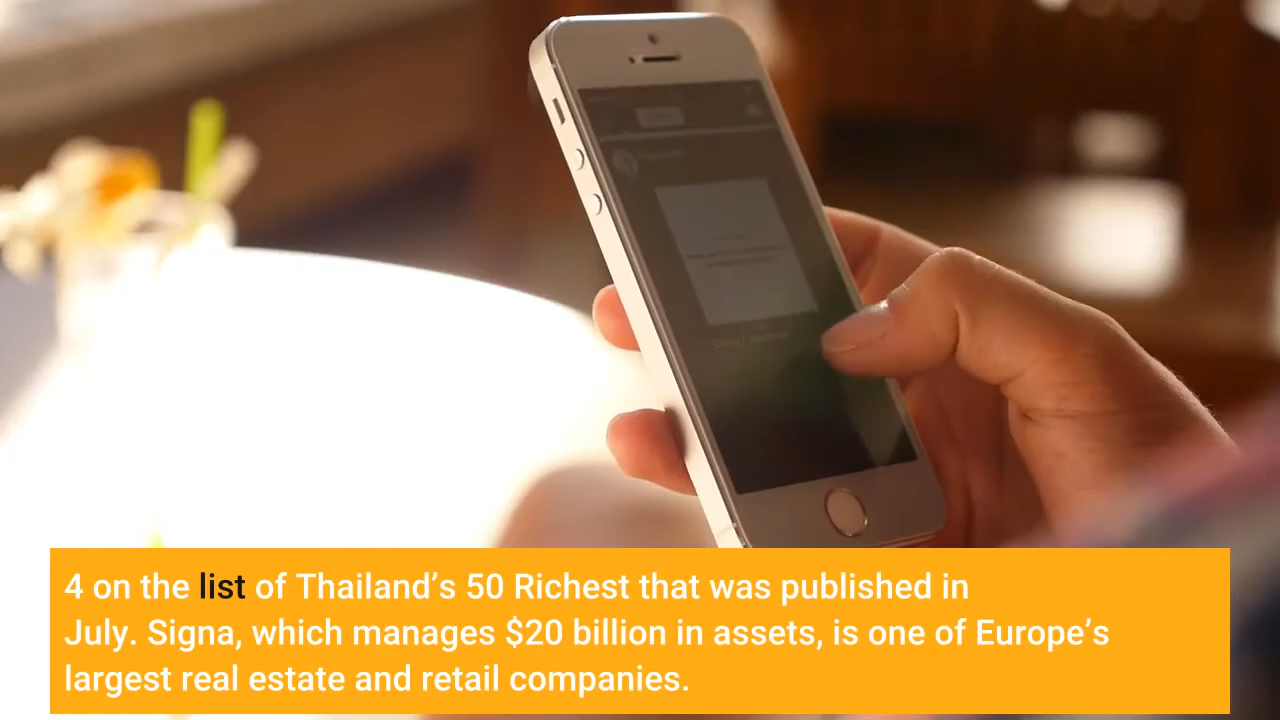 4 on the list of Thailand’s 50 Richest that was published in
July. Signa, which manages $20 billion in assets, is one of Europe’s
largest real estate and retail companies.